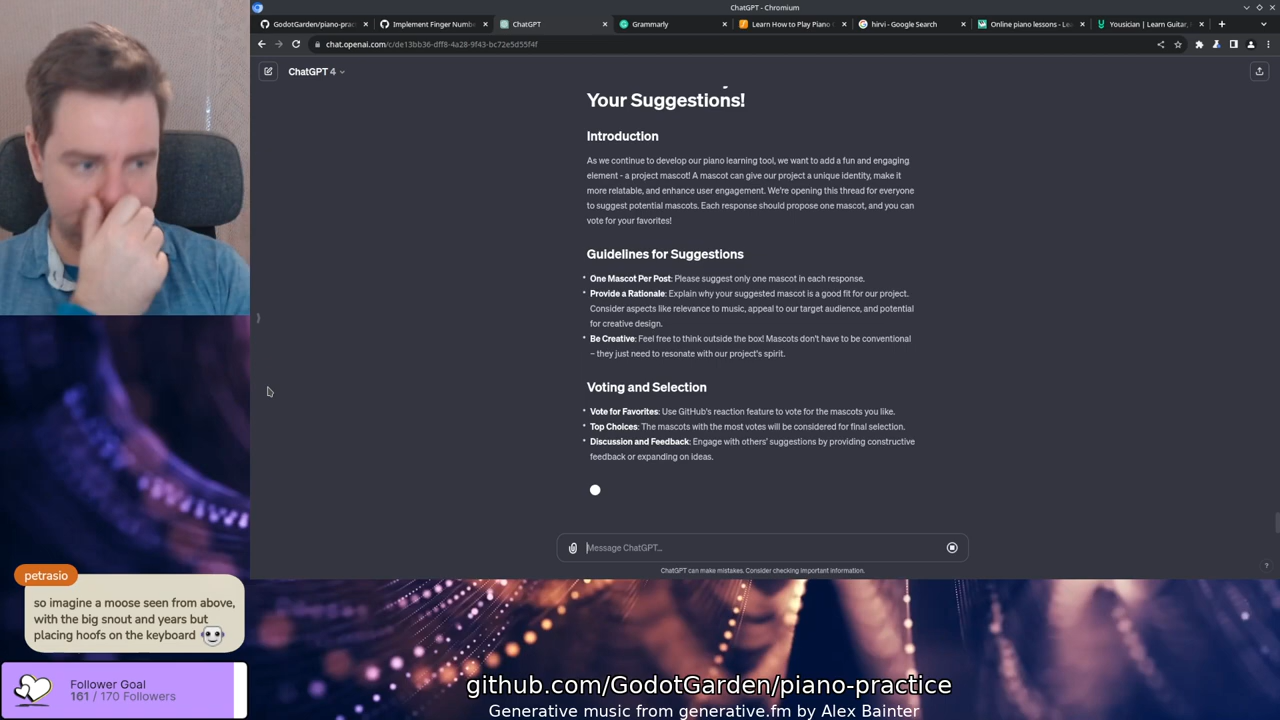 ChatGPT - Chromium
GodotGarden/piano-prac
Implement Finger Numbe
ChatGPT
Grammarly
Learn How to Play Piano
hirvi - Google Search
Online piano lessons - Le
Yousician | Learn Guitar,
chat.openai.com/c/de13bb36-dff8-4a28-9f43-bc72e5d55f4f
ChatGPT 4
Your Suggestions!
Introduction
As we continue to develop our piano learning tool, we want to add a fun and engaging
element - a project mascot! A mascot can give our project a unique identity, make it
more relatable, and enhance user engagement. We're opening this thread for everyone
to suggest potential mascots. Each response should propose one mascot, and you can
vote for your favorites!
Guidelines for Suggestions
• One Mascot Per Post: Please suggest only one mascot in each response.
• Provide a Rationale: Explain why your suggested mascot is a good fit for our project.
Consider aspects like relevance to music, appeal to our target audience, and potential
for creative design.
• Be Creative: Feel free to think outside the box! Mascots don't have to be conventional
– they just need to resonate with our project's spirit.
Voting and Selection
• Vote for Favorites: Use GitHub's reaction feature to vote for the mascots you like.
• Top Choices: The mascots with the most votes will be considered for final selection.
• Discussion and Feedback: Engage with others' suggestions by providing constructive
feedback or expanding on ideas.
Message ChatGPT...
ChatGPT can make mistakes. Consider checking important information.
?
petrasio
so imagine a moose seen from above,
with the big snout and years but
placing hoofs on the keyboard
Follower Goal
161 / 170 Followers
github.com/GodotGarden/piano-practice
Generative music from generative.fm by Alex Bainter